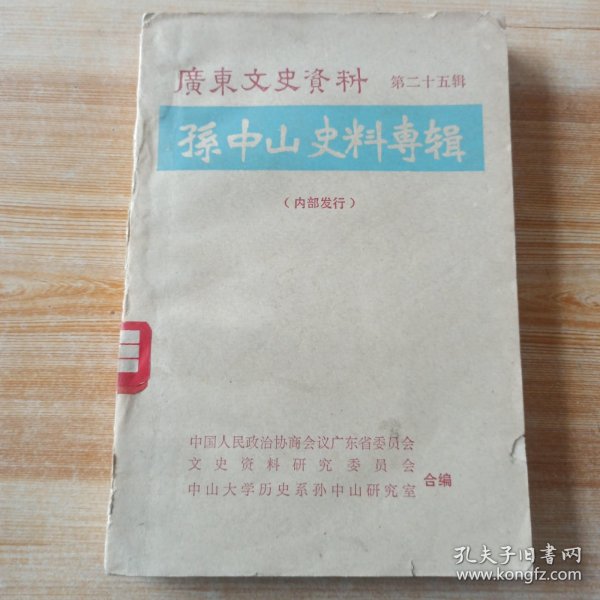 廣東文史資料 第二十五辑
孫中山史料專辑
（内部发行）
中国人民政治协商会议广东省委员会
文史资料研究委员会
中山大学历史系孙中山研究室
合编
孔夫子旧书网
www.kongfz.com